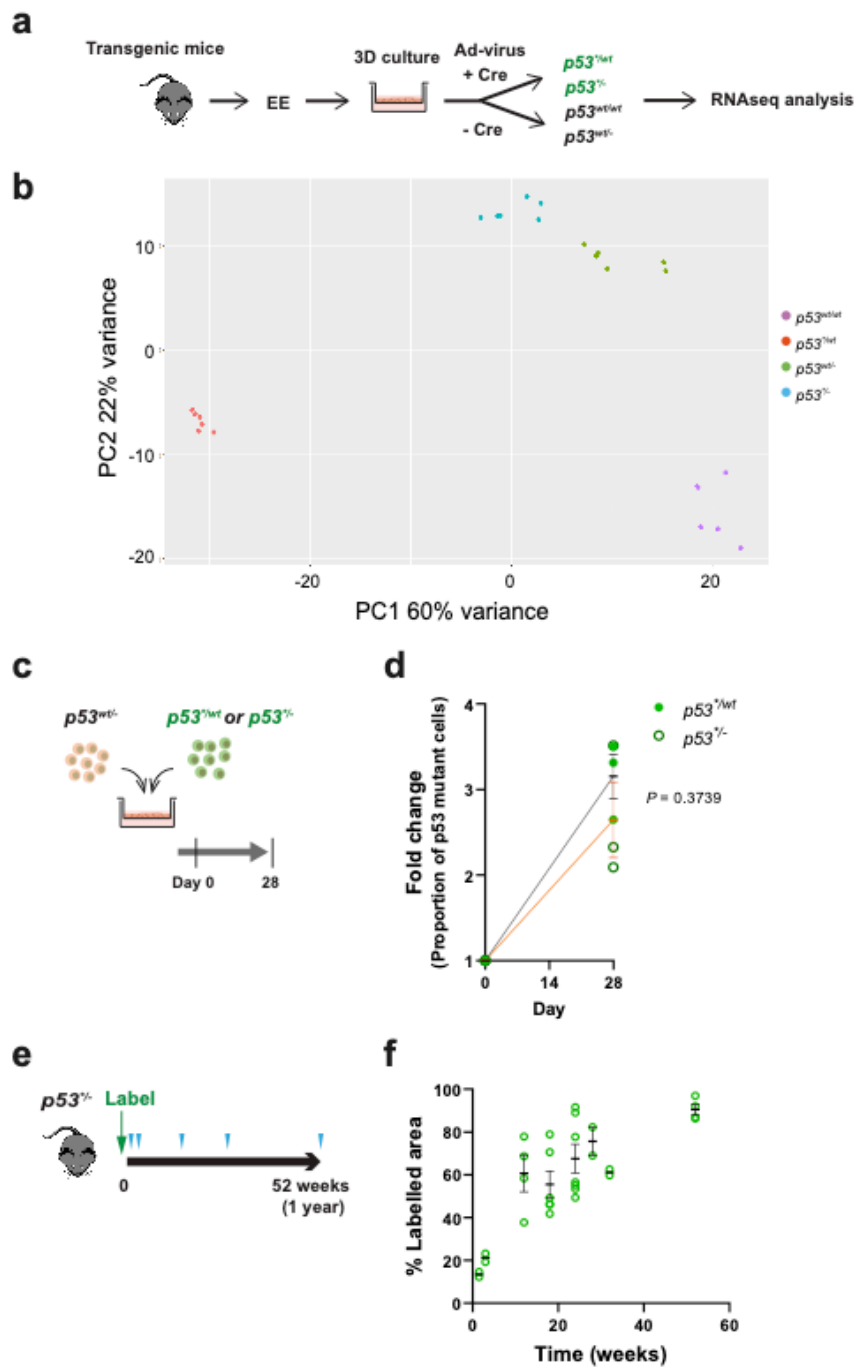 a
Transgenic mice
EE
3D culture
Ad-virus
+ Cre
- Cre
p53*/wt
p53*/-
p53wt/wt
p53wt/-
RNAseq analysis
b
PC2 22% variance
10
0
-10
-20
-20
0
20
PC1 60% variance
p53wt/wt
p53*/wt
p53wt/-
p53*/-
c
p53wt/-
p53*/wt or p53*/-
Day 0
28
d
Fold change
(Proportion of p53 mutant cells)
4
3
2
1
0
14
28
Day
p53*/wt
p53*/-
P = 0.3739
e
p53*/-
Label
0
52 weeks
(1 year)
f
% Labelled area
100
80
60
40
20
0
0
20
40
60
Time (weeks)